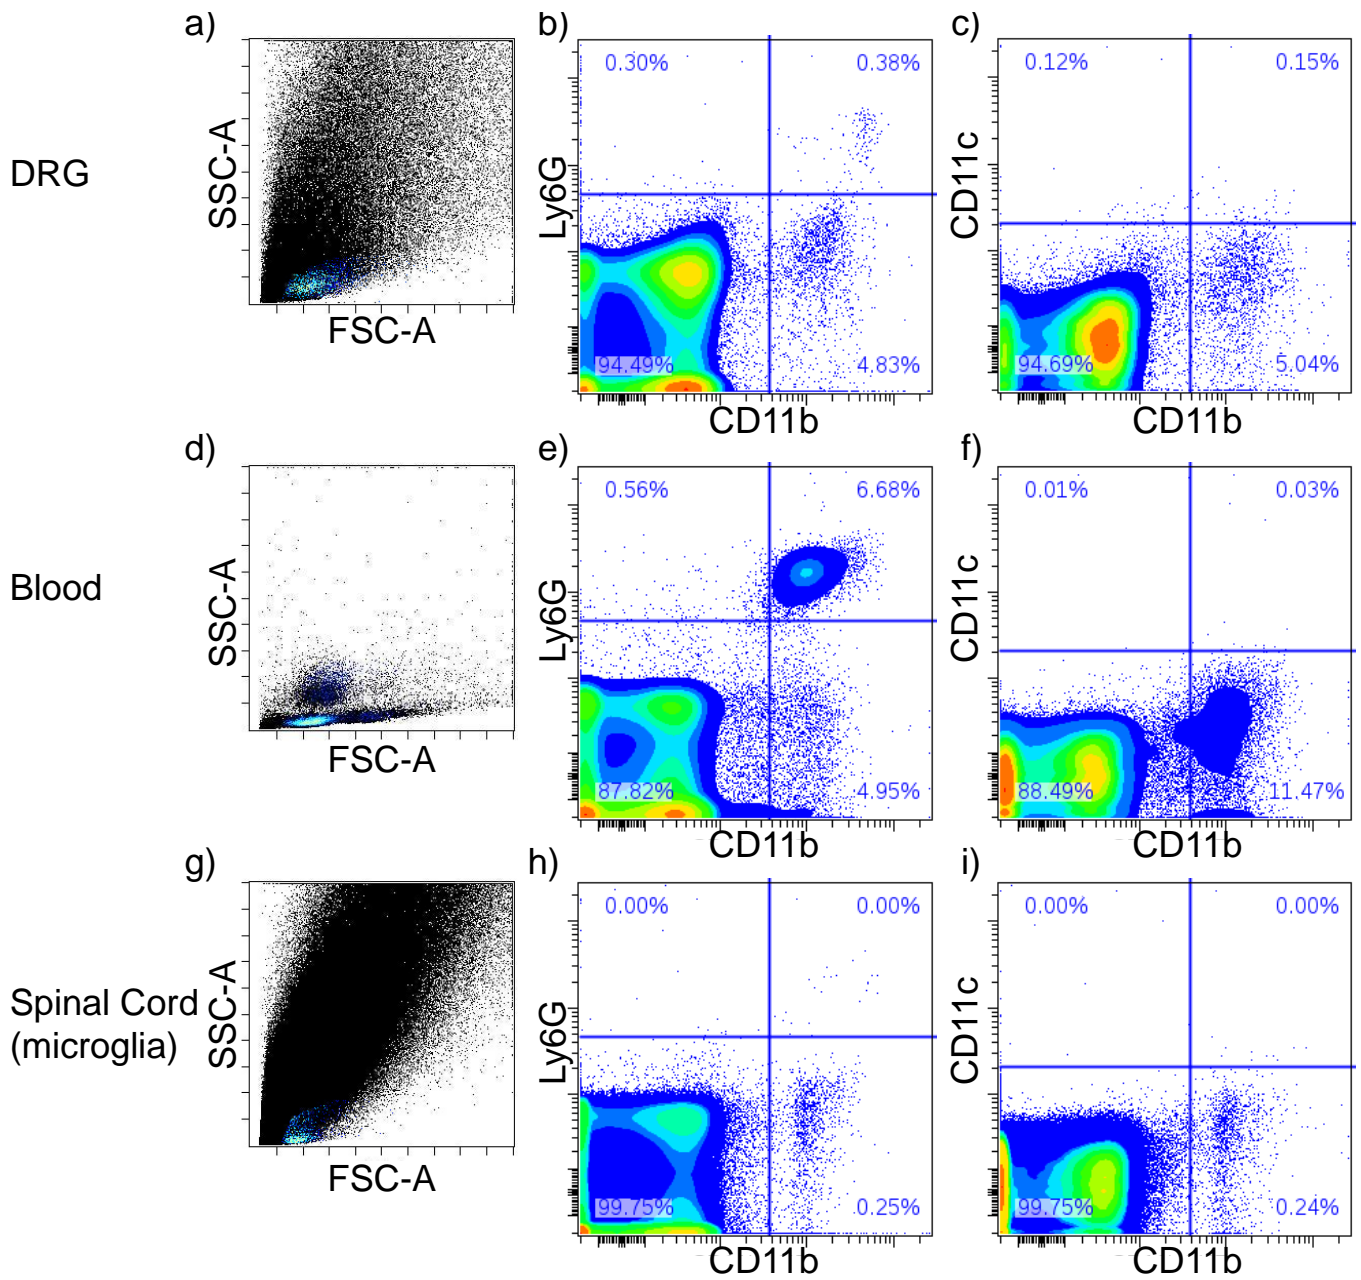 a)
b)
c)
DRG
SSC-A
FSC-A
Ly6G
0.30%
0.38%
94.49%
4.83%
CD11b
CD11c
0.12%
0.15%
94.69%
5.04%
CD11b
d)
e)
f)
Blood
SSC-A
FSC-A
Ly6G
0.56%
6.68%
87.82%
4.95%
CD11b
CD11c
0.01%
0.03%
88.49%
11.47%
CD11b
g)
h)
i)
Spinal Cord
(microglia)
SSC-A
FSC-A
Ly6G
0.00%
0.00%
99.75%
0.25%
CD11b
CD11c
0.00%
0.00%
99.75%
0.24%
CD11b